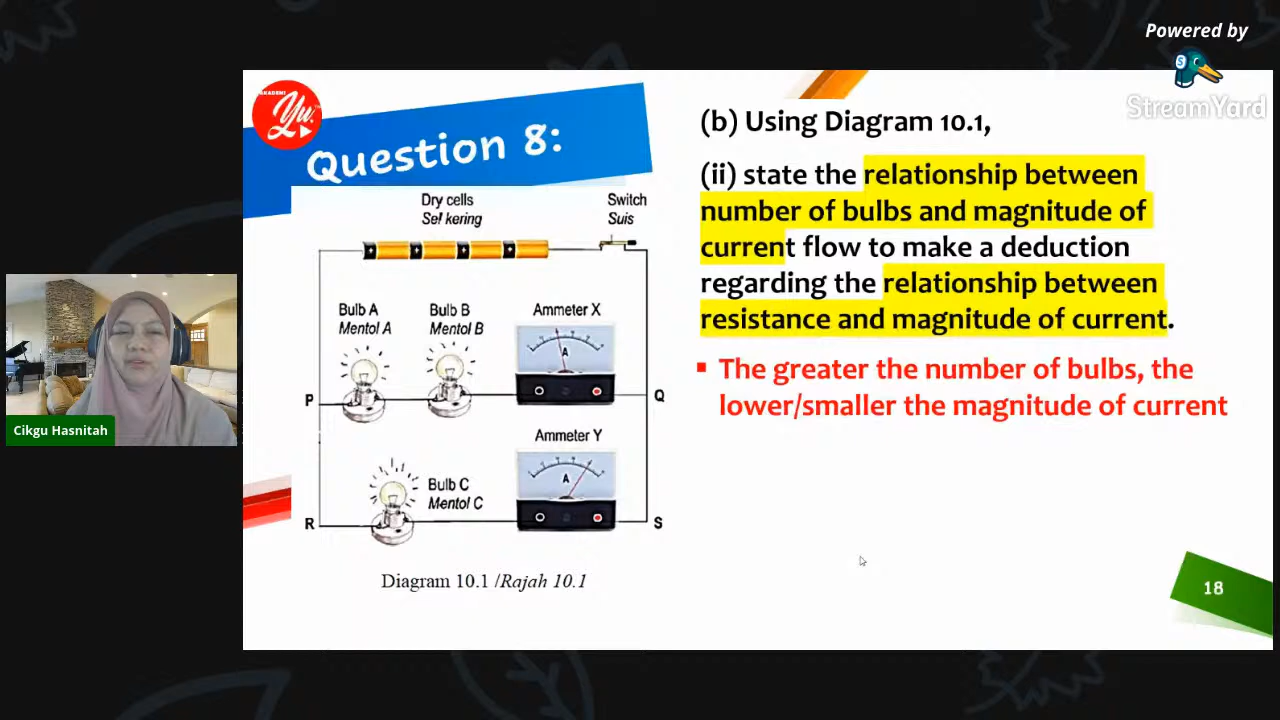 Powered by
StreamYard
AKADEMI
Yu.
Question 8:
Dry cells
Sel kering
Switch
Suis
Bulb A
Mentol A
Bulb B
Mentol B
Ammeter X
A
P
Q
Ammeter Y
A
Bulb C
Mentol C
R
S
Diagram 10.1 /Rajah 10.1
(b) Using Diagram 10.1,
(ii) state the relationship between
number of bulbs and magnitude of
current flow to make a deduction
regarding the relationship between
resistance and magnitude of current.
▪ The greater the number of bulbs, the
lower/smaller the magnitude of current
18
Cikgu Hasnitah